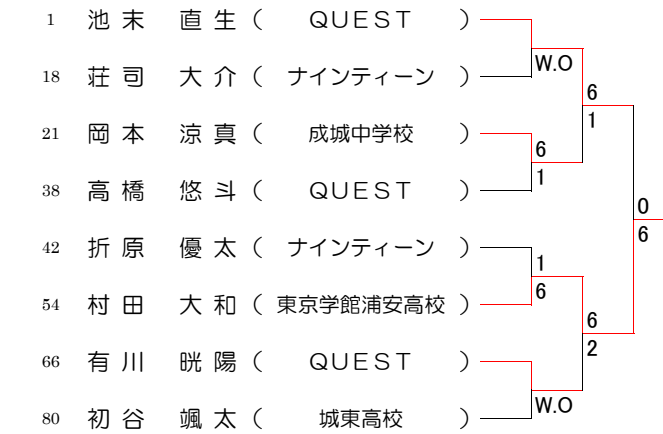 1 池末 直生 ( QUEST )
18 荘司 大介 ( ナインティーン )
W.O
6
21 岡本 涼真 ( 成城中学校 )
1
6
38 高橋 悠斗 ( QUEST )
1
0
6
42 折原 優太 ( ナインティーン )
1
54 村田 大和 ( 東京学館浦安高校 )
6
6
66 有川 晄陽 ( QUEST )
2
80 初谷 颯太 ( 城東高校 )
W.O